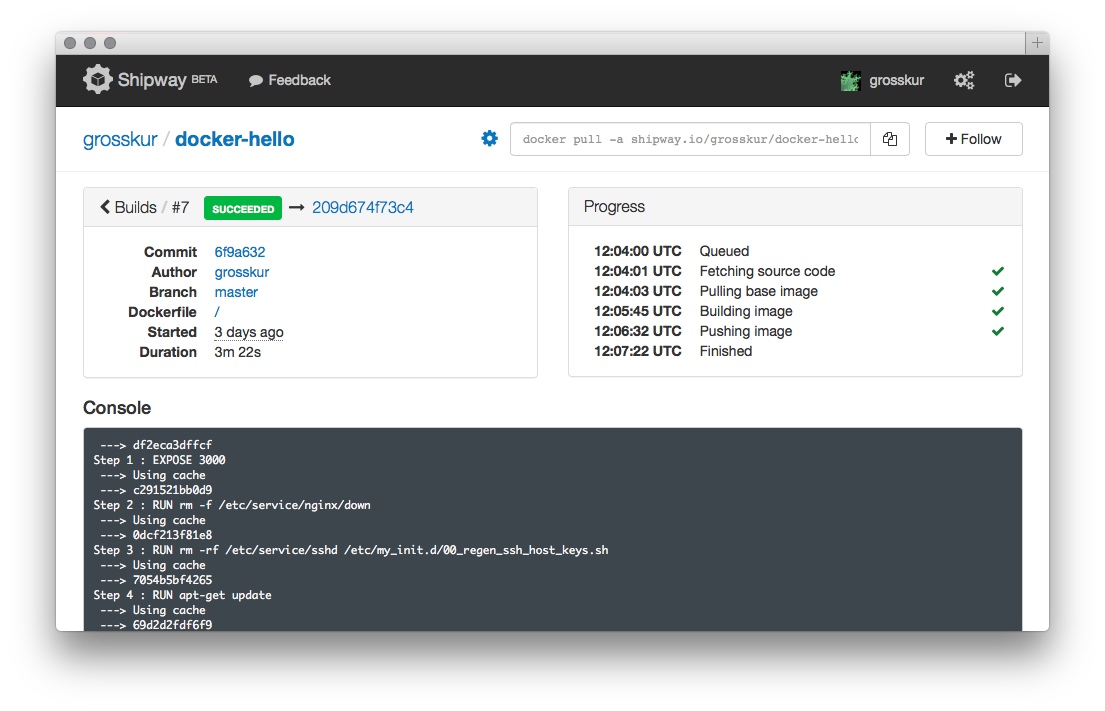 Shipway BETA Feedback grosskur
grosskur / docker-hello docker pull -a shipway.io/grosskur/docker-hello + Follow
Builds / #7 SUCCEEDED → 209d674f73c4
Commit 6f9a632
Author grosskur
Branch master
Dockerfile /
Started 3 days ago
Duration 3m 22s
Progress
12:04:00 UTC Queued
12:04:01 UTC Fetching source code
12:04:03 UTC Pulling base image
12:05:45 UTC Building image
12:06:32 UTC Pushing image
12:07:22 UTC Finished
Console
---> df2eca3dffcf
Step 1 : EXPOSE 3000
---> Using cache
---> c291521bb0d9
Step 2 : RUN rm -f /etc/service/nginx/down
---> Using cache
---> 0dcf213f81e8
Step 3 : RUN rm -rf /etc/service/sshd /etc/my_init.d/00_regen_ssh_host_keys.sh
---> Using cache
---> 7054b5bf4265
Step 4 : RUN apt-get update
---> Using cache
---> 69d2d2fdf6f9